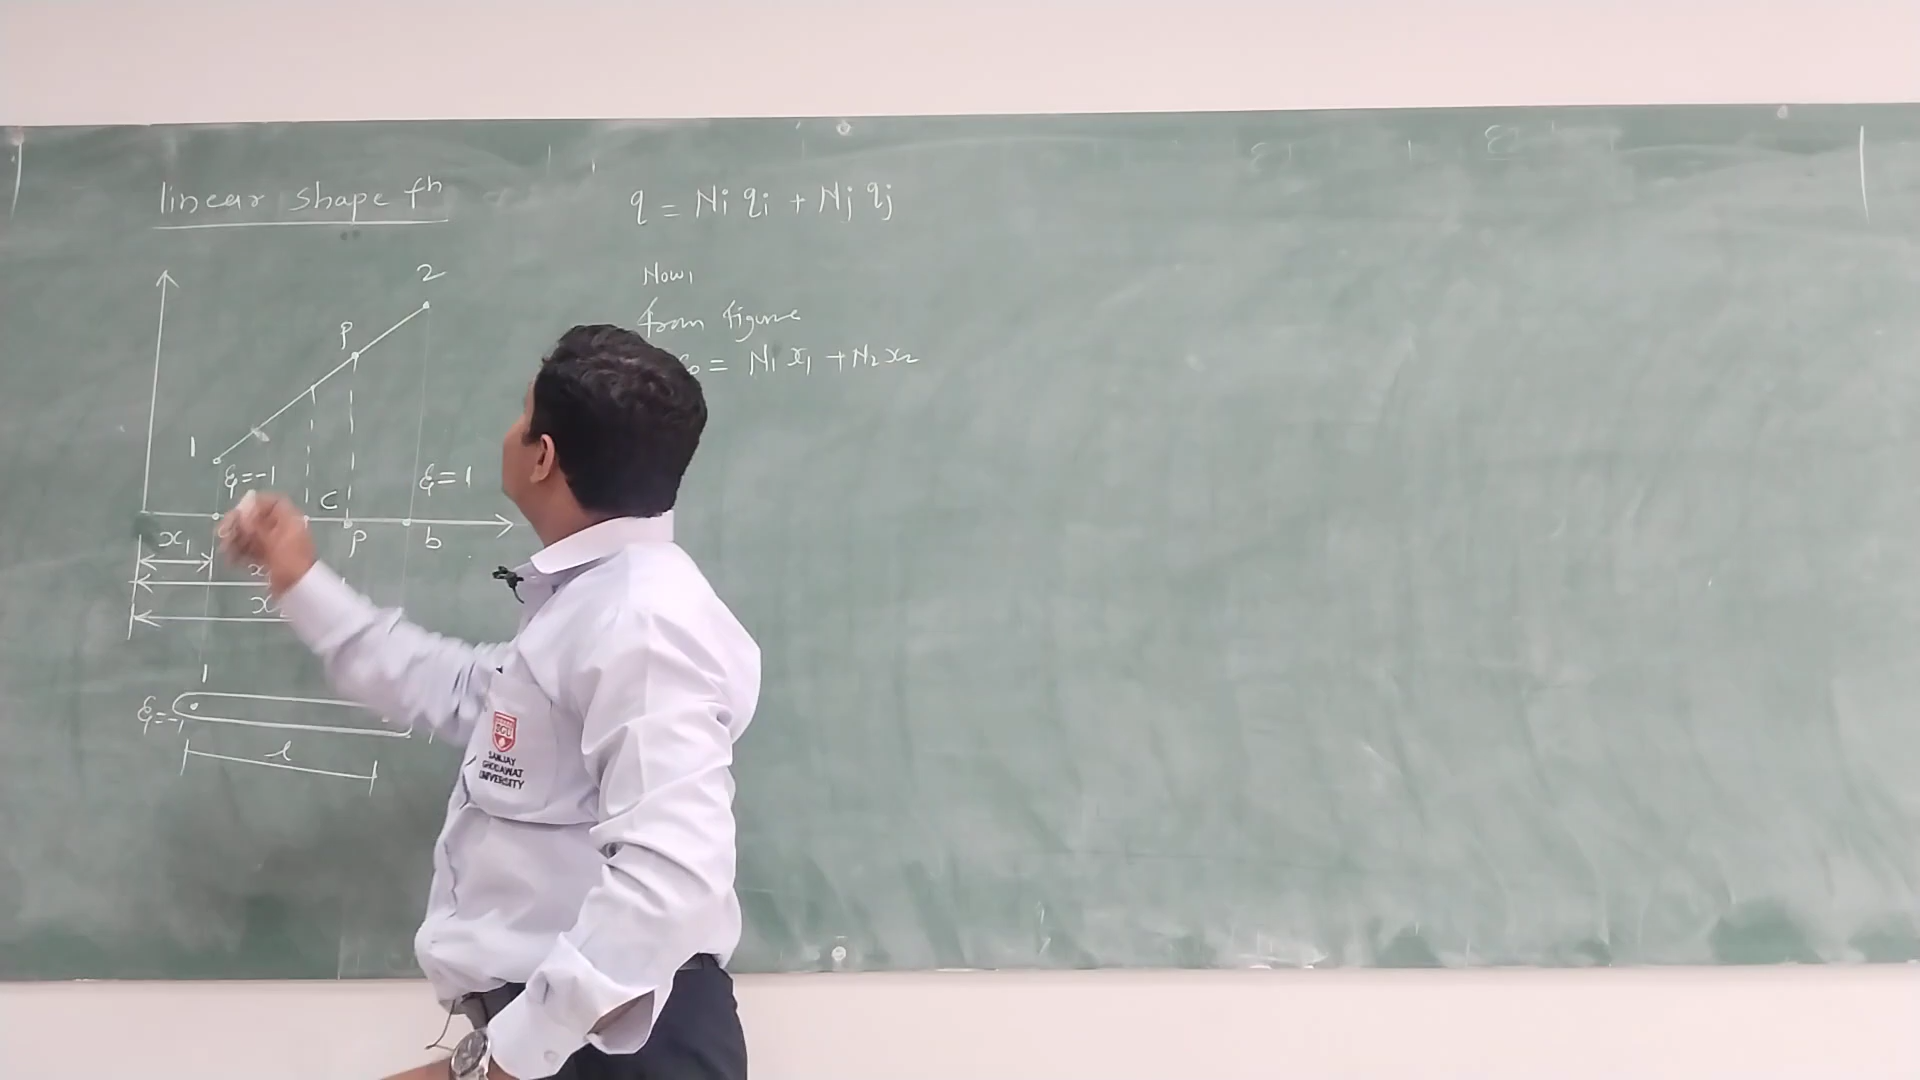 linear shape fn
q = Ni qi + Nj qj
Now,
from figure
= N1 x1 + N2 x2
2
P
1
ξ=-1
ξ=1
C
P
b
x1
x
x
1
ξ=-1
l
SGU
SANJAY
GHODAWAT
UNIVERSITY